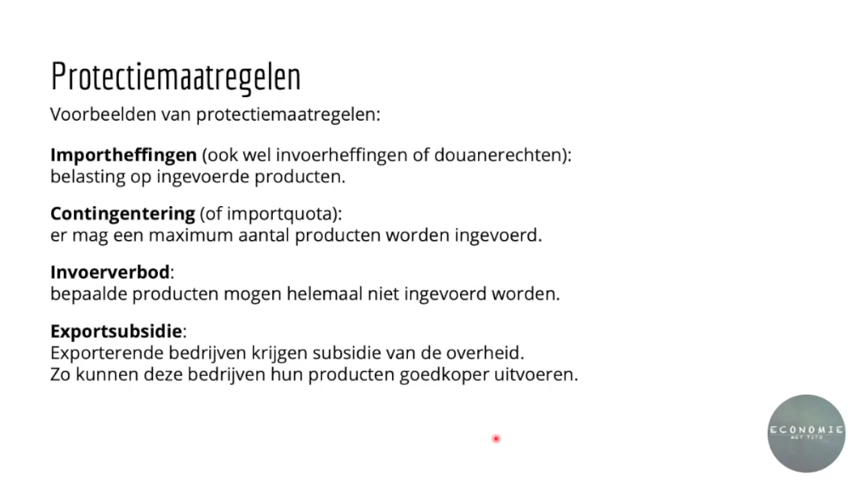 Protectiemaatregelen
Voorbeelden van protectiemaatregelen:
Importheffingen (ook wel invoerheffingen of douanerechten):
belasting op ingevoerde producten.
Contingentering (of importquota):
er mag een maximum aantal producten worden ingevoerd.
Invoerverbod:
bepaalde producten mogen helemaal niet ingevoerd worden.
Exportsubsidie:
Exporterende bedrijven krijgen subsidie van de overheid.
Zo kunnen deze bedrijven hun producten goedkoper uitvoeren.
ECONOMIE